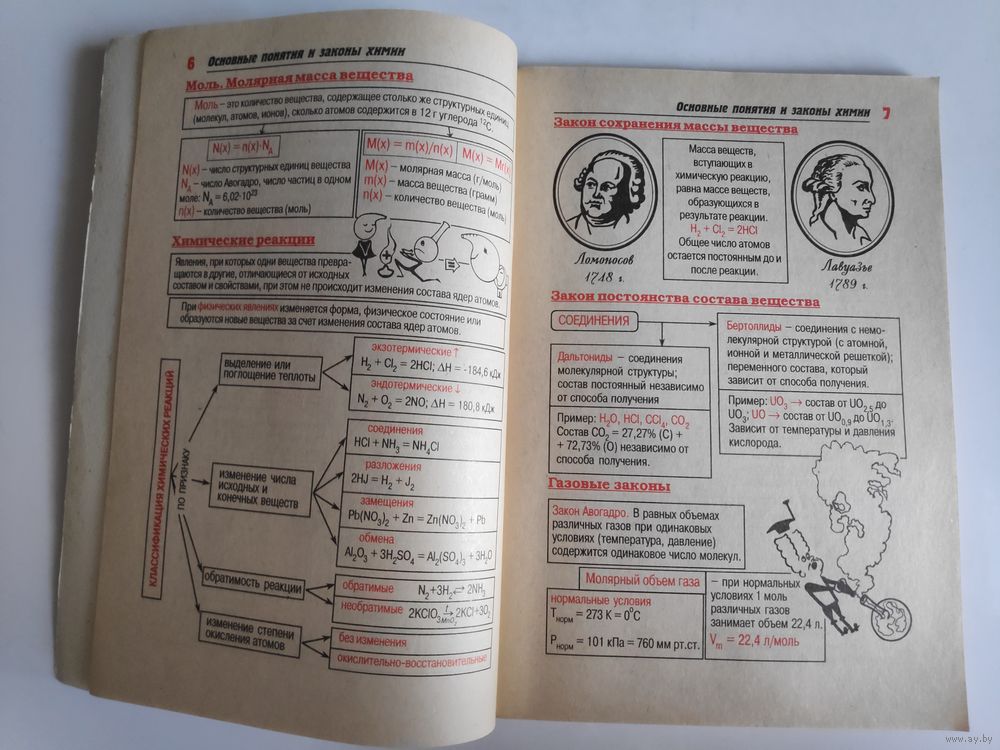 6 Основные понятия и законы химии
Моль. Молярная масса вещества
Моль – это количество вещества, содержащее столько же структурных единиц
(молекул, атомов, ионов), сколько атомов содержится в 12 г углерода ¹²C.
N(x) = n(x)·N_A
N(x) – число структурных единиц вещества
N_A – число Авогадро, число частиц в одном
моле: N_A = 6,02·10²³
n(x) – количество вещества (моль)
M(x) = m(x)/n(x) M(x) = Mr(x)
M(x) – молярная масса (г/моль)
m(x) – масса вещества (грамм)
n(x) – количество вещества (моль)
Химические реакции
Явления, при которых одни вещества превра-
щаются в другие, отличающиеся от исходных
составом и свойствами, при этом не происходит изменения состава ядер атомов.
При физических явлениях изменяется форма, физическое состояние или
образуются новые вещества за счет изменения состава ядер атомов.
КЛАССИФИКАЦИЯ ХИМИЧЕСКИХ РЕАКЦИЙ
ПО ПРИЗНАКУ
выделение или
поглощение теплоты
экзотермические ↑
H₂ + Cl₂ = 2HCl; ΔH = -184,6 кДж
эндотермические ↓
N₂ + O₂ = 2NO; ΔH = 180,8 кДж
изменение числа
исходных и
конечных веществ
соединения
HCl + NH₃ = NH₄Cl
разложения
2HJ = H₂ + J₂
замещения
Pb(NO₃)₂ + Zn = Zn(NO₃)₂ + Pb
обмена
Al₂O₃ + 3H₂SO₄ = Al₂(SO₄)₃ + 3H₂O
обратимость реакции
обратимые N₂+3H₂ ⇄ 2NH₃
необратимые 2KClO₃ →(t, MnO₂) 2KCl+3O₂
изменение степени
окисления атомов
без изменения
окислительно-восстановительные
Основные понятия и законы химии 7
Закон сохранения массы вещества
Ломоносов
1748 г.
Масса веществ,
вступающих в
химическую реакцию,
равна массе веществ,
образующихся в
результате реакции.
H₂ + Cl₂ = 2HCl
Общее число атомов
остается постоянным до и
после реакции.
Лавуазье
1789 г.
Закон постоянства состава вещества
СОЕДИНЕНИЯ
Дальтониды – соединения
молекулярной структуры;
состав постоянный независимо
от способа получения
Пример: H₂O, HCl, CCl₄, CO₂
Состав CO₂ = 27,27% (C) +
+ 72,73% (O) независимо от
способа получения.
Бертоллиды – соединения с немо-
лекулярной структурой (с атомной,
ионной и металлической решеткой);
переменного состава, который
зависит от способа получения.
Пример: UO₃ → состав от UO₂,₅ до
UO₃; UO → состав от UO₀,₉ до UO₁,₃.
Зависит от температуры и давления
кислорода.
Газовые законы
Закон Авогадро. В равных объемах
различных газов при одинаковых
условиях (температура, давление)
содержится одинаковое число молекул.
Молярный объем газа
нормальные условия
T_норм = 273 K = 0°C
P_норм = 101 кПа = 760 мм рт.ст.
– при нормальных
условиях 1 моль
различных газов
занимает объем 22,4 л.
V_m = 22,4 л/моль
www.ay.by